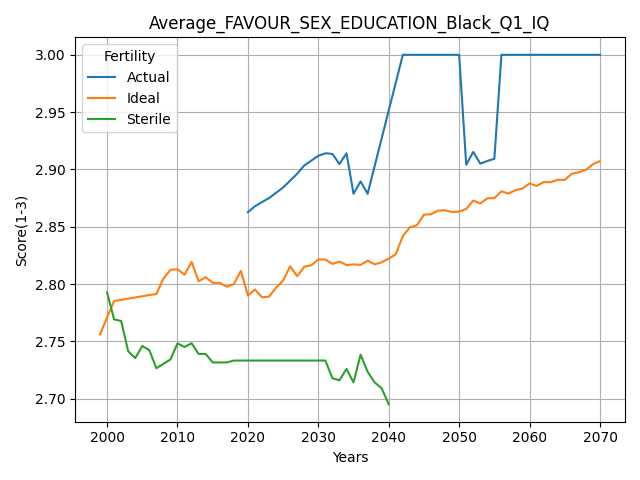 Average_FAVOUR_SEX_EDUCATION_Black_Q1_IQ
Fertility
Actual
Ideal
Sterile
Score(1-3)
3.00
2.95
2.90
2.85
2.80
2.75
2.70
2000 2010 2020 2030 2040 2050 2060 2070
Years